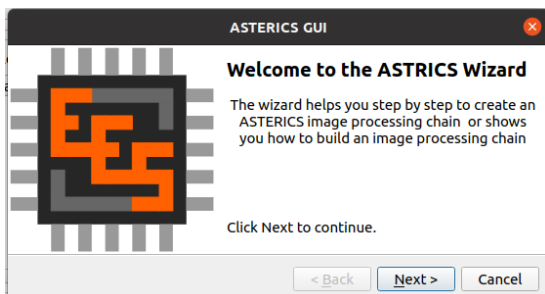 ASTERICS GUI
Welcome to the ASTRICS Wizard
The wizard helps you step by step to create an
ASTERICS image processing chain or shows
you how to build an image processing chain
EES
Click Next to continue.
< Back Next > Cancel